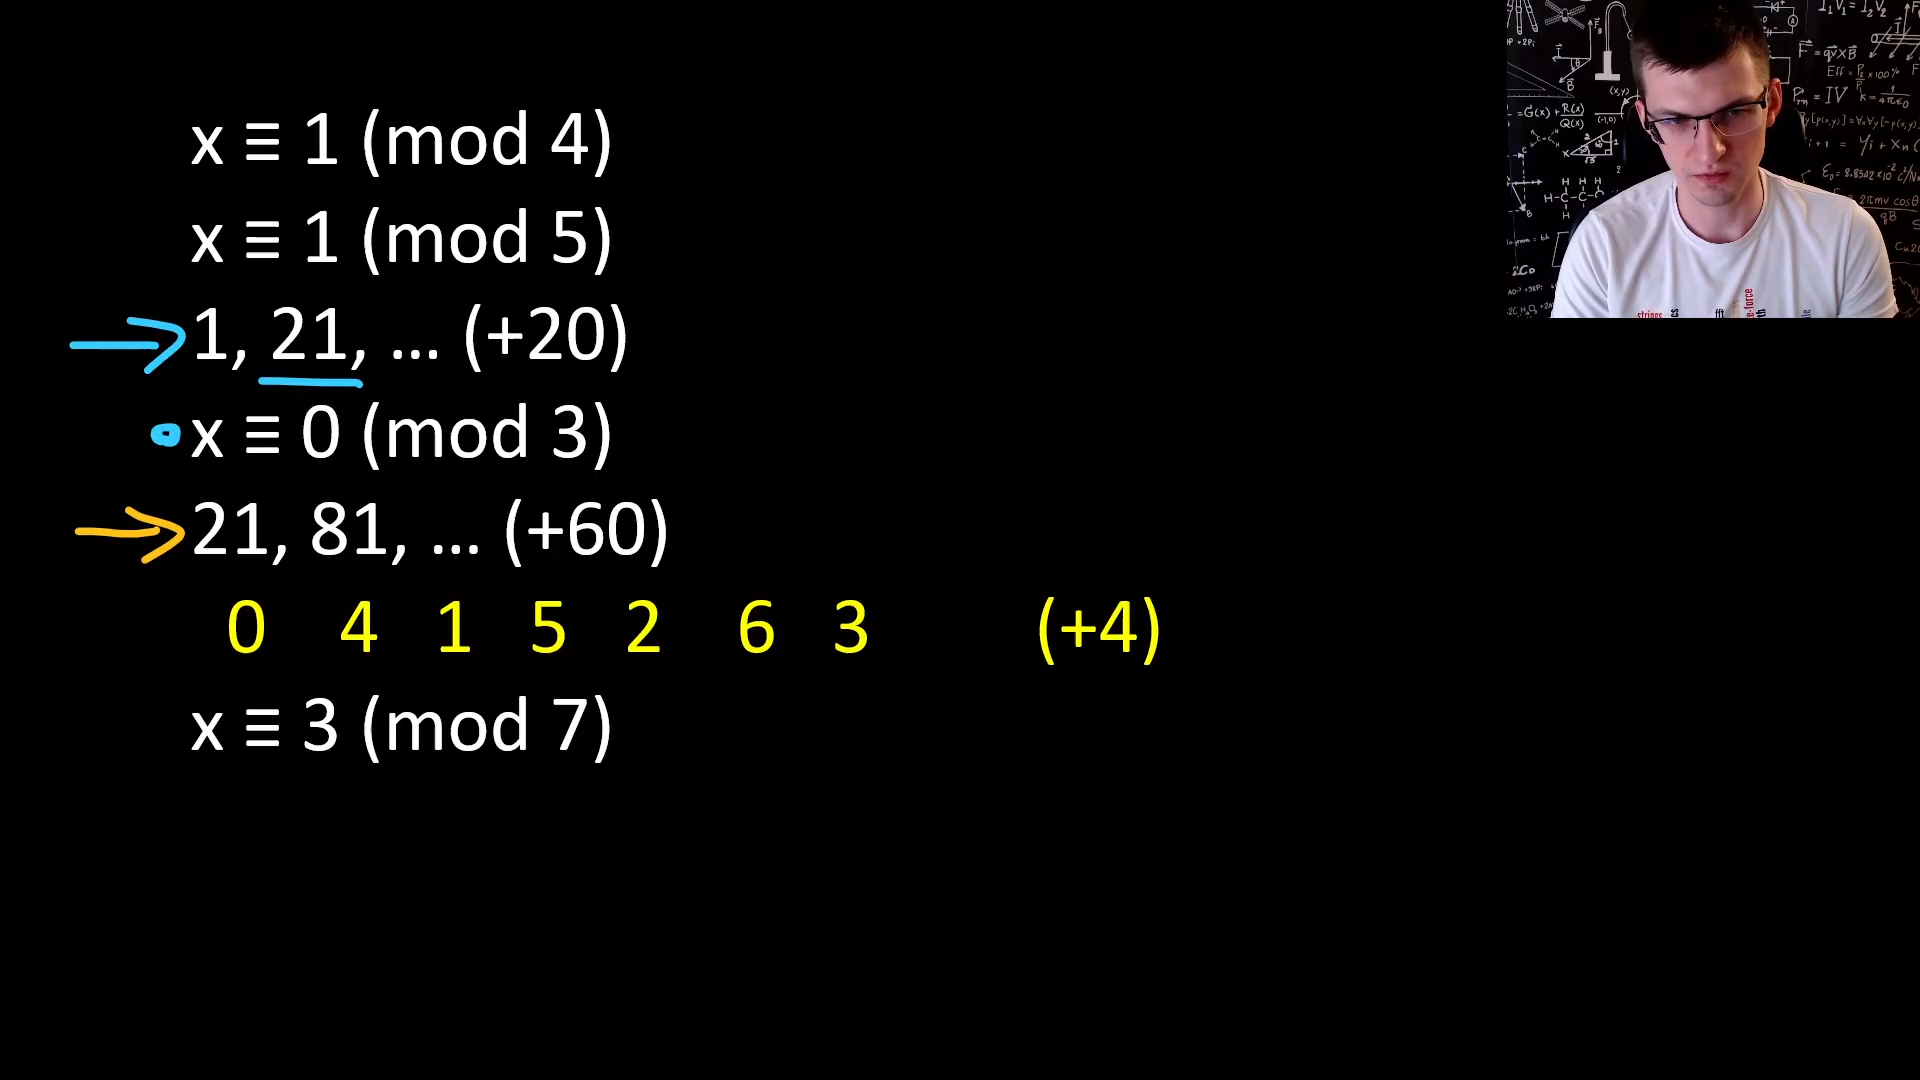 x ≡ 1 (mod 4)
x ≡ 1 (mod 5)
1, 21, ... (+20)
x ≡ 0 (mod 3)
21, 81, ... (+60)
0 4 1 5 2 6 3 (+4)
x ≡ 3 (mod 7)